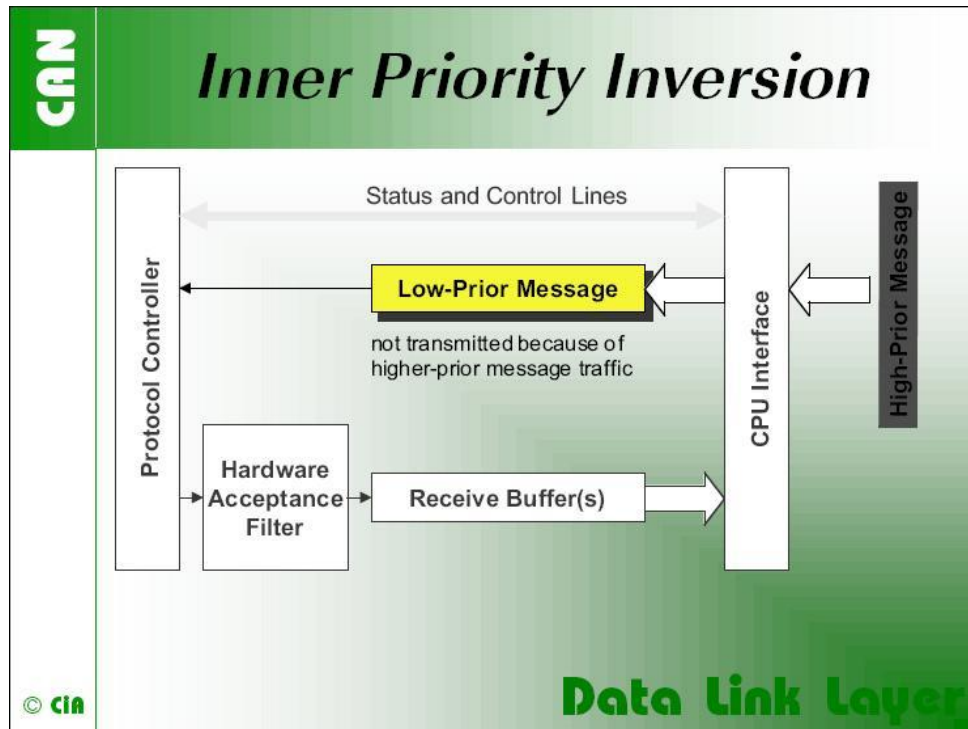 CAN
Inner Priority Inversion
Status and Control Lines
Protocol Controller
Low-Prior Message
not transmitted because of
higher-prior message traffic
CPU Interface
High-Prior Message
Hardware
Acceptance
Filter
Receive Buffer(s)
© CiA
Data Link Layer